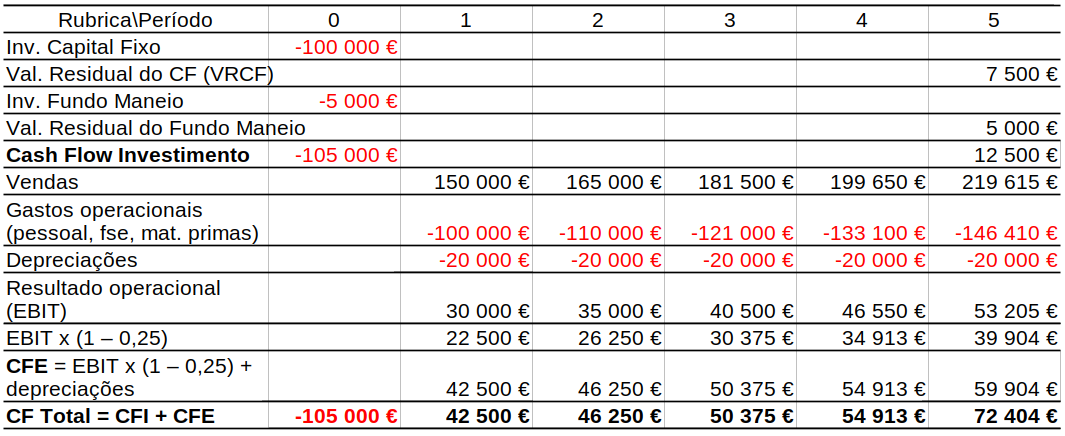 Rubrica\Período 0 1 2 3 4 5
Inv. Capital Fixo -100 000 €
Val. Residual do CF (VRCF) 7 500 €
Inv. Fundo Maneio -5 000 €
Val. Residual do Fundo Maneio 5 000 €
Cash Flow Investimento -105 000 € 12 500 €
Vendas 150 000 € 165 000 € 181 500 € 199 650 € 219 615 €
Gastos operacionais
(pessoal, fse, mat. primas) -100 000 € -110 000 € -121 000 € -133 100 € -146 410 €
Depreciações -20 000 € -20 000 € -20 000 € -20 000 € -20 000 €
Resultado operacional
(EBIT) 30 000 € 35 000 € 40 500 € 46 550 € 53 205 €
EBIT x (1 – 0,25) 22 500 € 26 250 € 30 375 € 34 913 € 39 904 €
CFE = EBIT x (1 – 0,25) +
depreciações 42 500 € 46 250 € 50 375 € 54 913 € 59 904 €
CF Total = CFI + CFE -105 000 € 42 500 € 46 250 € 50 375 € 54 913 € 72 404 €